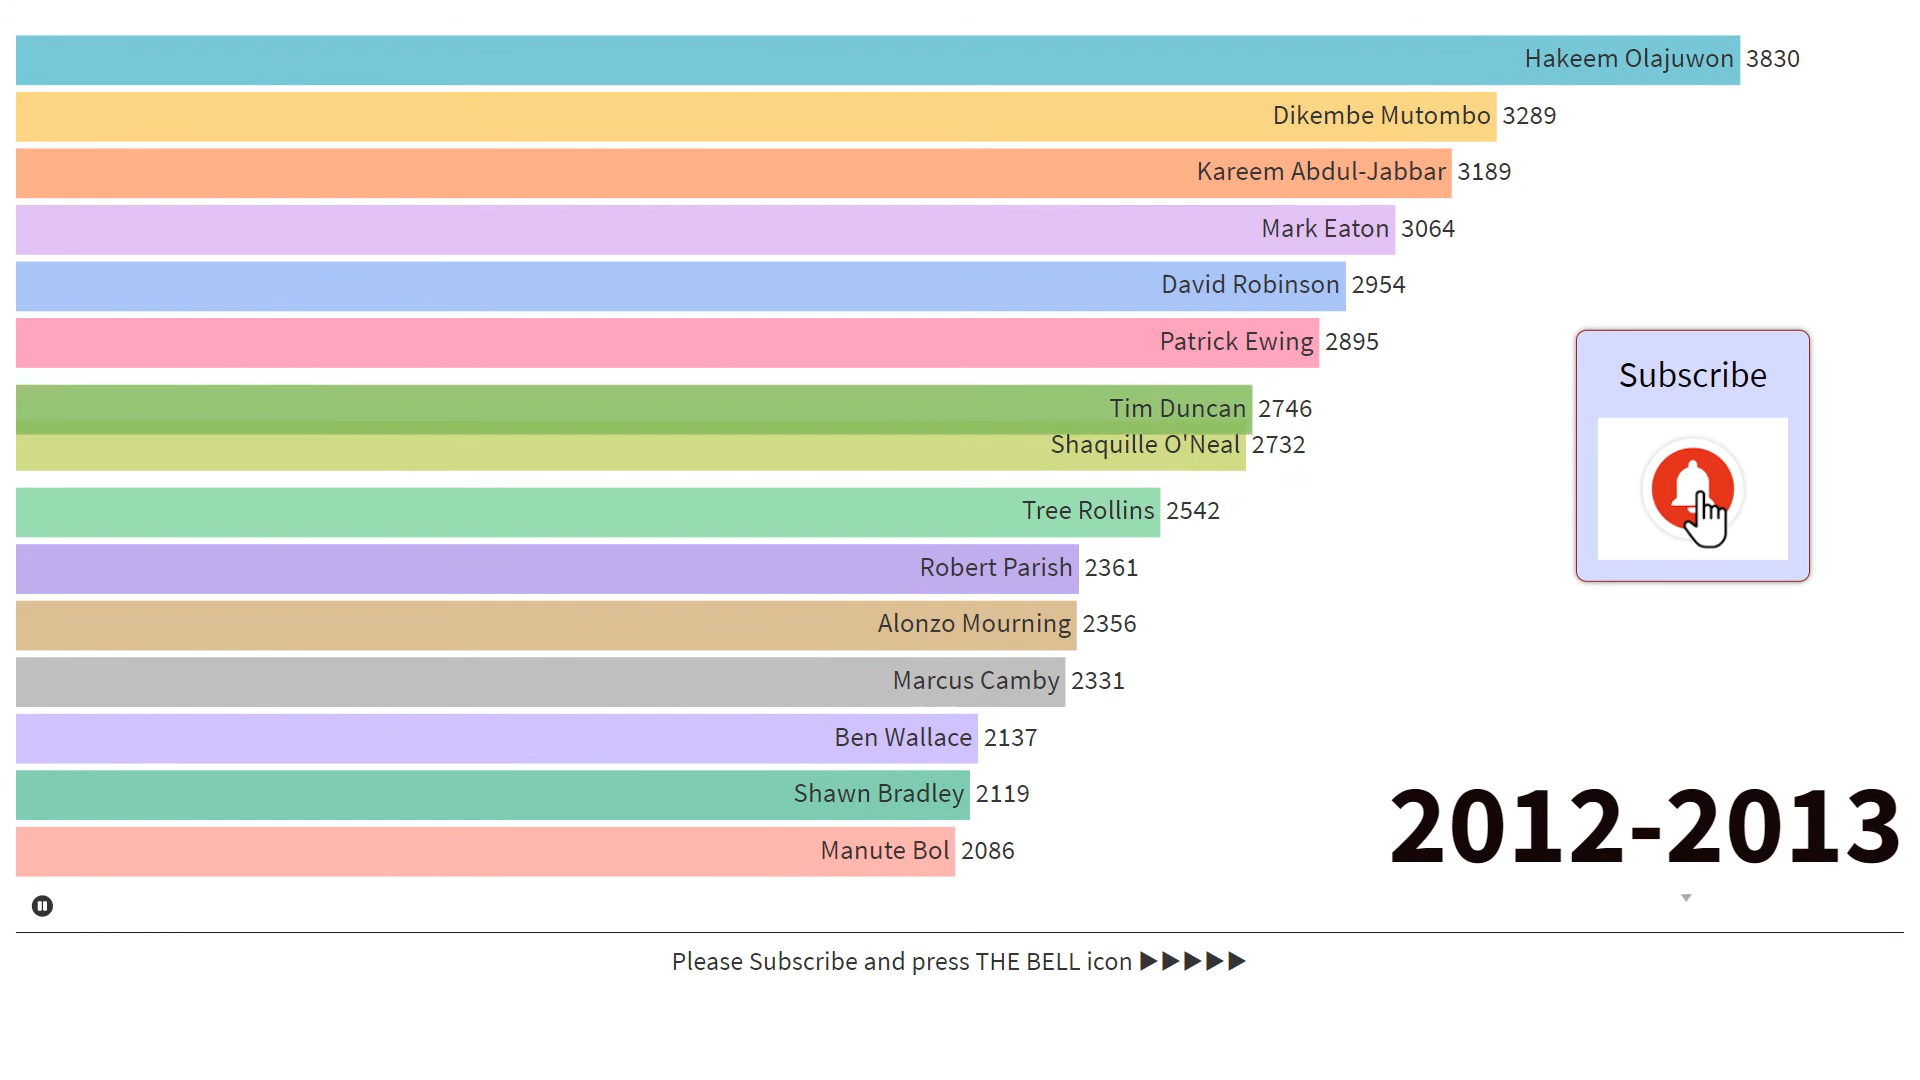 Hakeem Olajuwon 3830
Dikembe Mutombo 3289
Kareem Abdul-Jabbar 3189
Mark Eaton 3064
David Robinson 2954
Patrick Ewing 2895
Subscribe
Tim Duncan 2746
Shaquille O'Neal 2732
Tree Rollins 2542
Robert Parish 2361
Alonzo Mourning 2356
Marcus Camby 2331
Ben Wallace 2137
Shawn Bradley 2119
Manute Bol 2086
2012-2013
Please Subscribe and press THE BELL icon ▶▶▶▶▶